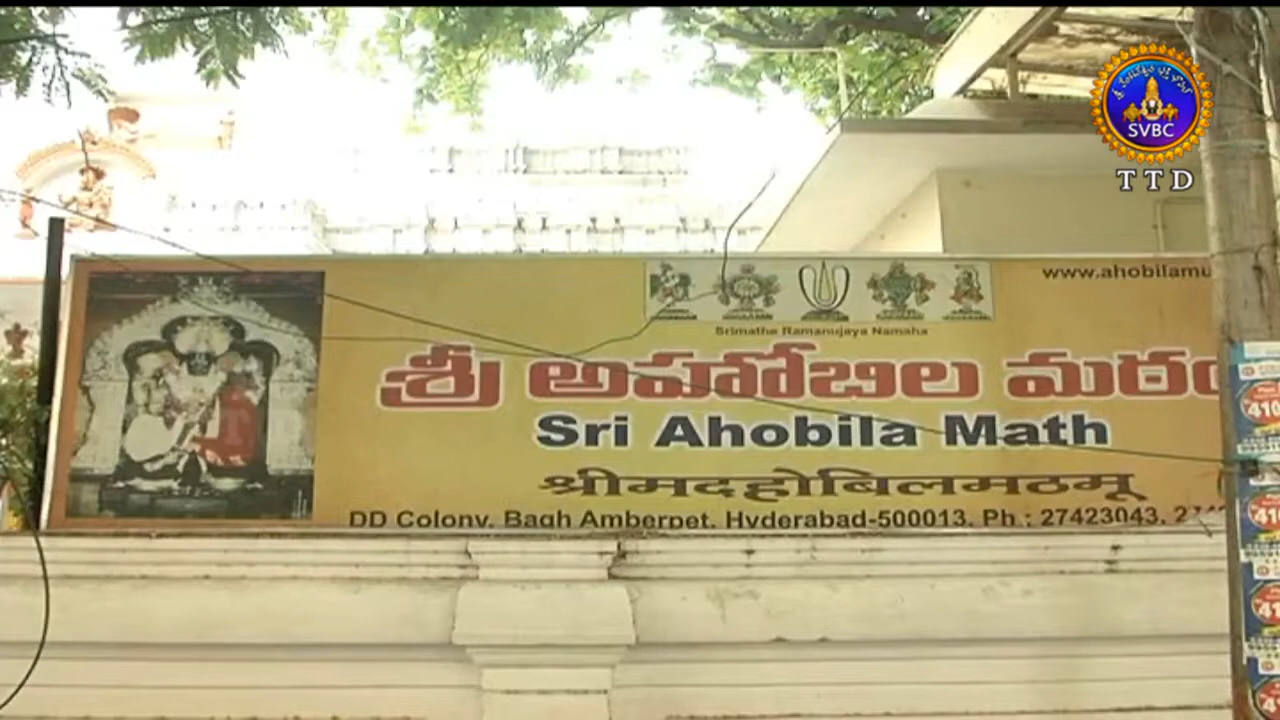 SVBC
TTD
www.ahobilamu
Srimathe Ramanujaya Namaha
శ్రీ అహోబిల మఠం
Sri Ahobila Math
श्रीमदहोबिलमठम्
DD Colony, Bagh Amberpet, Hyderabad-500013. Ph : 27423043,